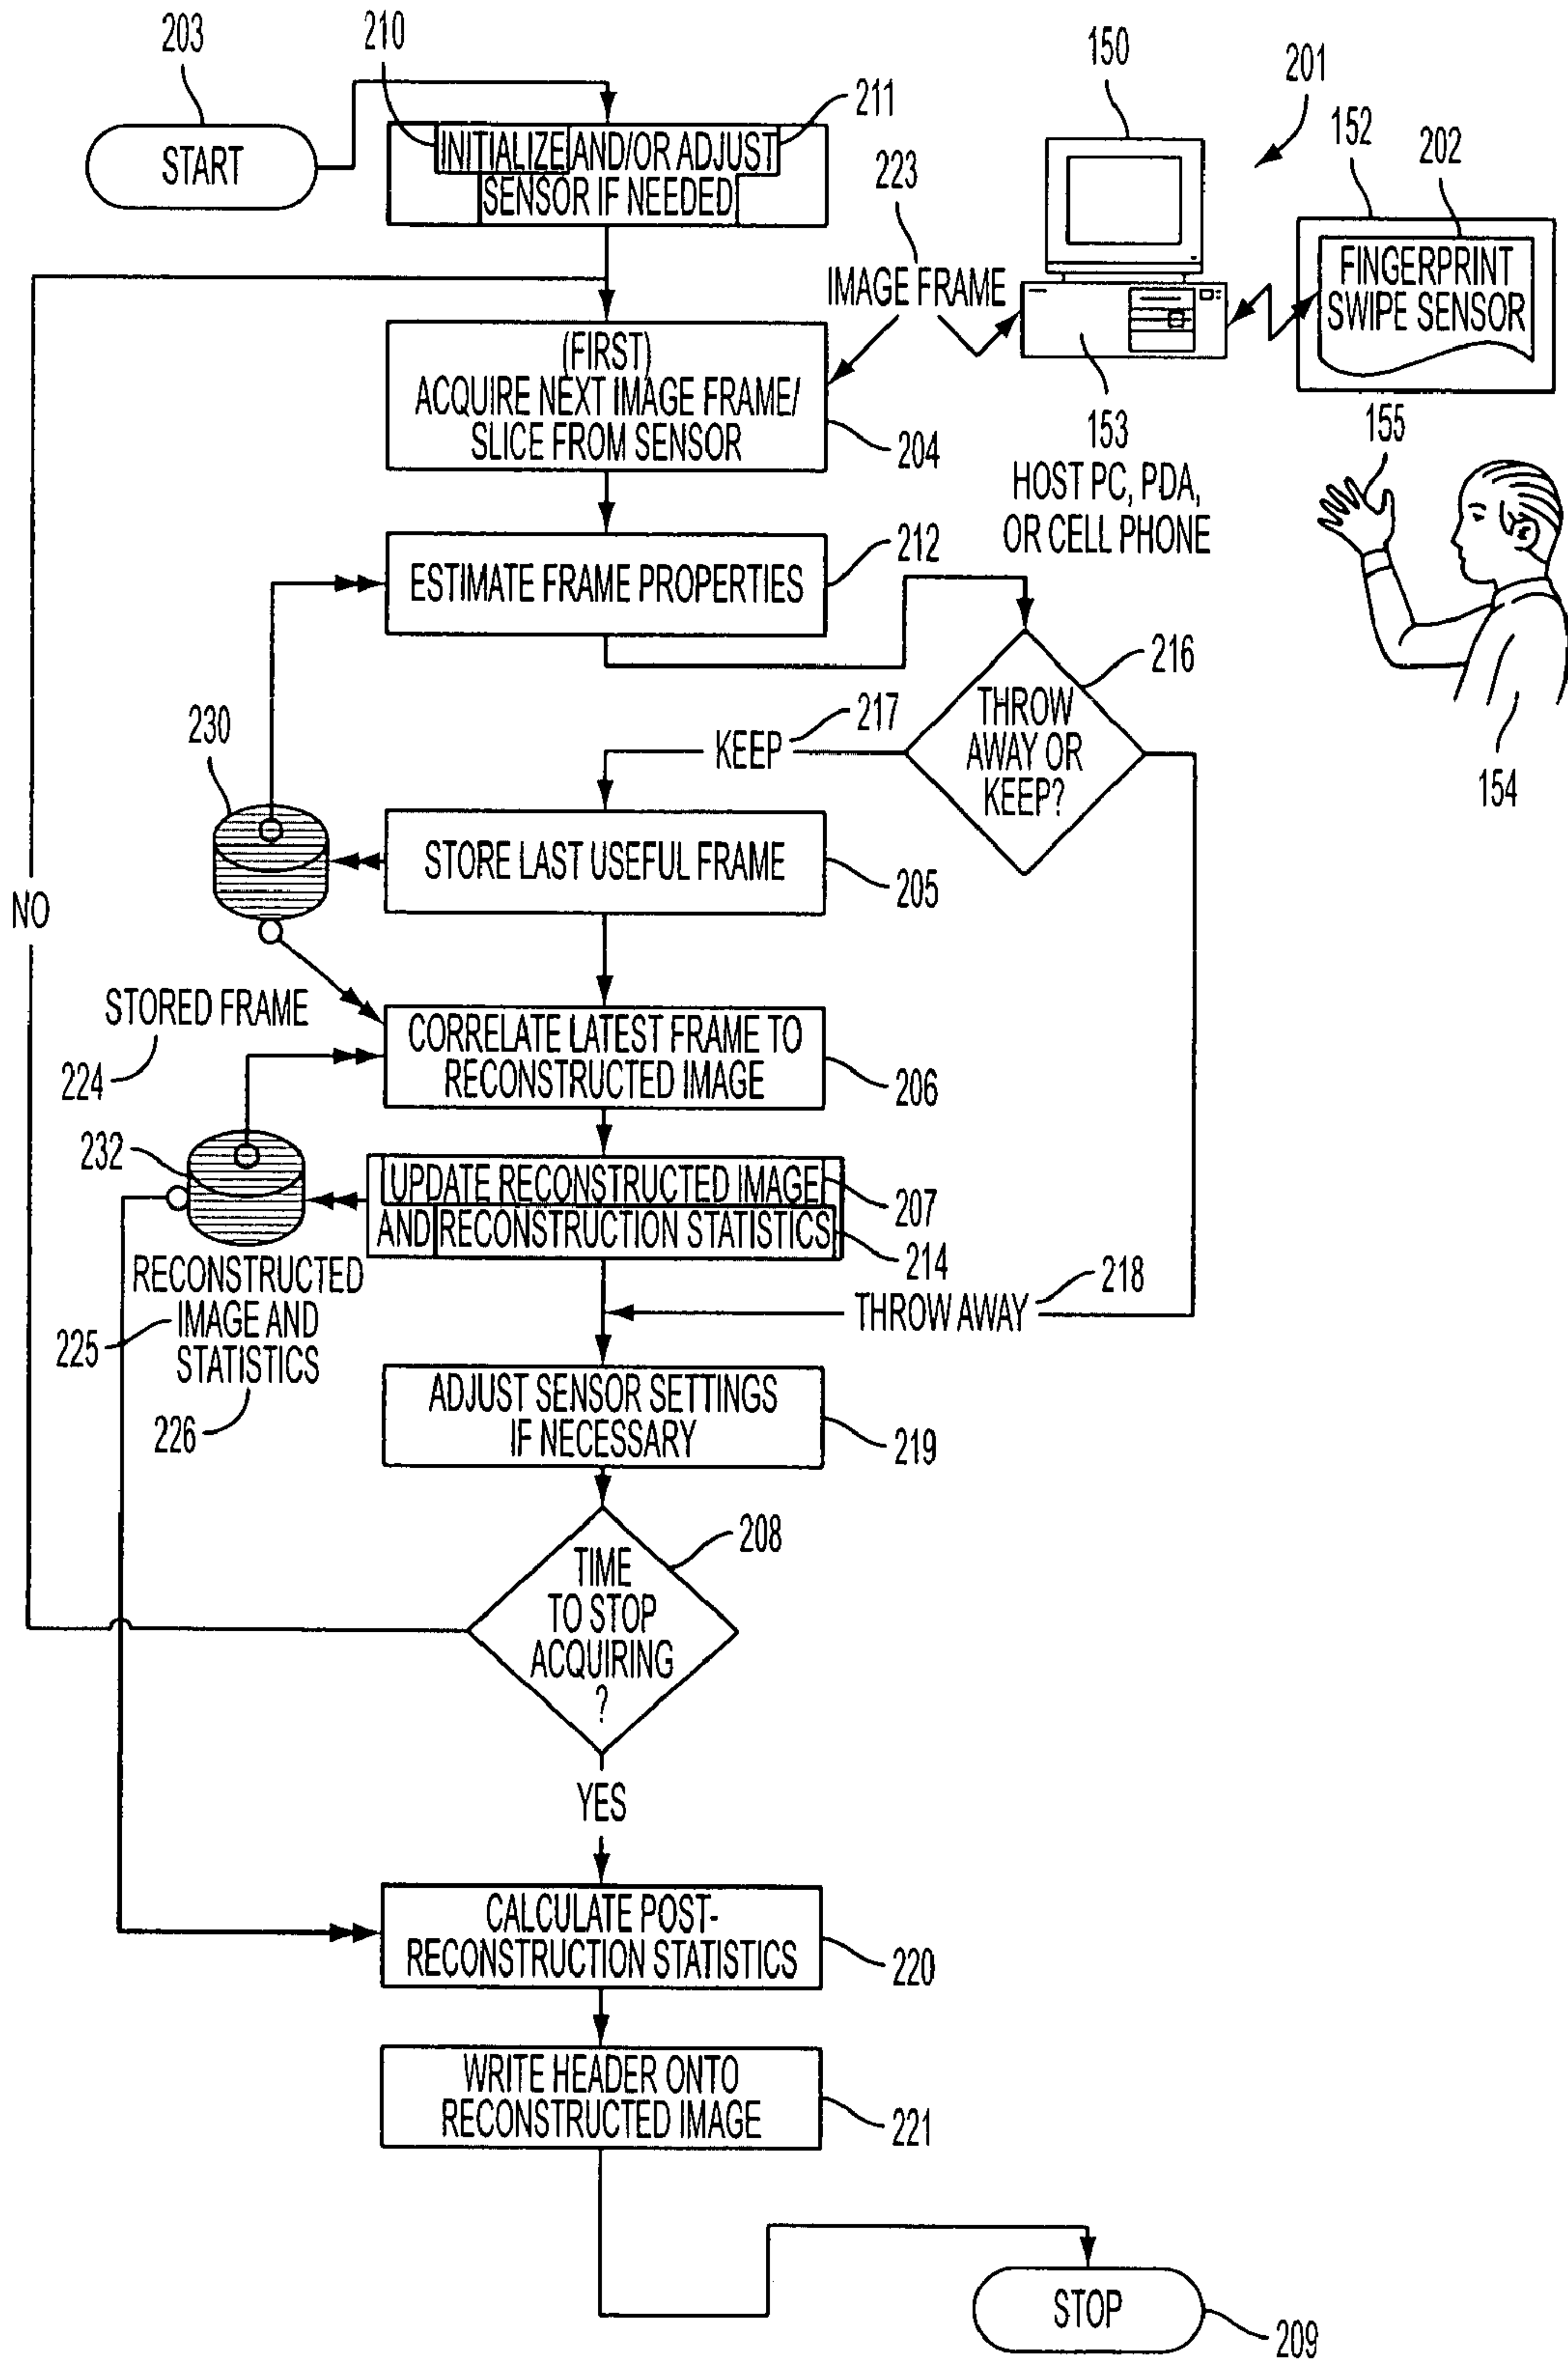 203
210
START
INITIALIZE AND/OR ADJUST
SENSOR IF NEEDED
211
150
201
152
202
FINGERPRINT
SWIPE SENSOR
223
IMAGE FRAME
(FIRST)
ACQUIRE NEXT IMAGE FRAME/
SLICE FROM SENSOR
204
153
HOST PC, PDA,
OR CELL PHONE
155
154
ESTIMATE FRAME PROPERTIES
212
THROW
AWAY OR
KEEP?
216
KEEP
217
230
STORE LAST USEFUL FRAME
205
NO
STORED FRAME
224
CORRELATE LATEST FRAME TO
RECONSTRUCTED IMAGE
206
232
UPDATE RECONSTRUCTED IMAGE
AND RECONSTRUCTION STATISTICS
207
214
RECONSTRUCTED
IMAGE AND
STATISTICS
225
226
THROW AWAY
218
ADJUST SENSOR SETTINGS
IF NECESSARY
219
TIME
TO STOP
ACQUIRING
?
208
YES
CALCULATE POST-
RECONSTRUCTION STATISTICS
220
WRITE HEADER ONTO
RECONSTRUCTED IMAGE
221
STOP
209